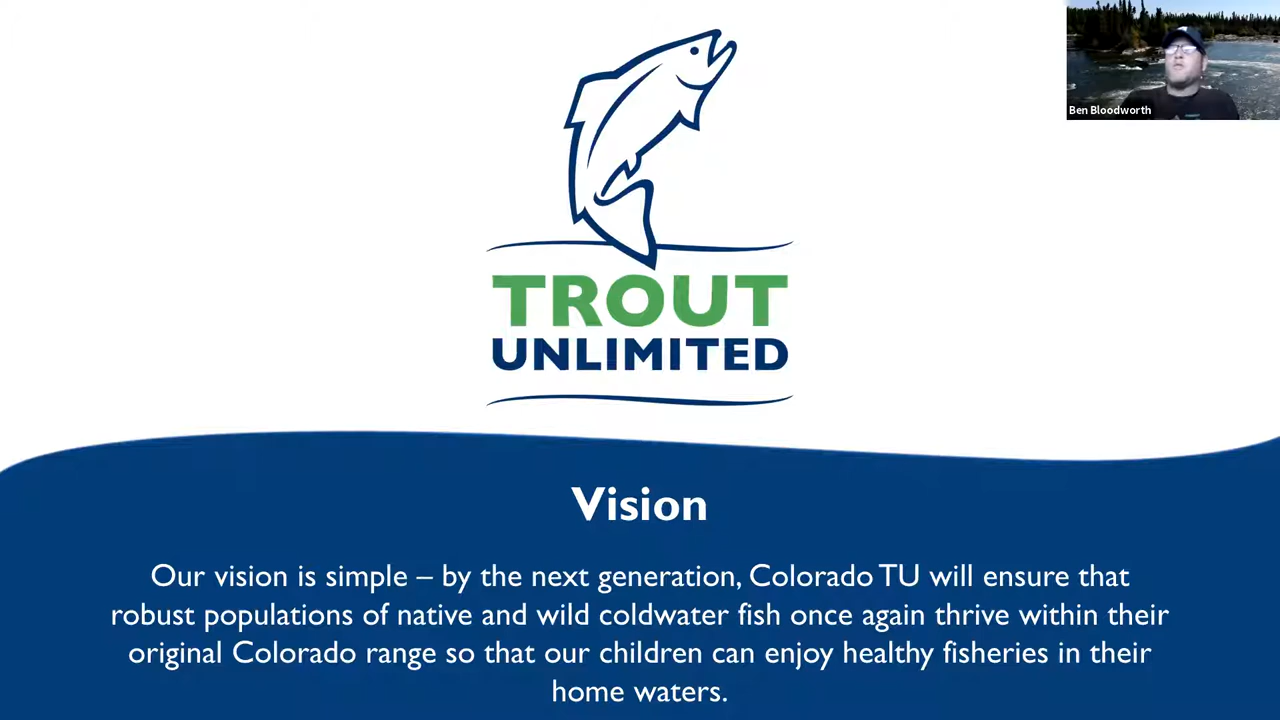 Ben Bloodworth
TROUT
UNLIMITED
Vision
Our vision is simple – by the next generation, Colorado TU will ensure that
robust populations of native and wild coldwater fish once again thrive within their
original Colorado range so that our children can enjoy healthy fisheries in their
home waters.